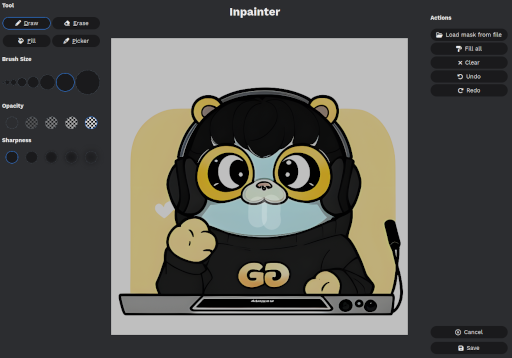 Inpainter
Tool
Draw
Erase
Fill
Picker
Brush Size
Opacity
Sharpness
Actions
Load mask from file
Fill all
Clear
Undo
Redo
Cancel
Save